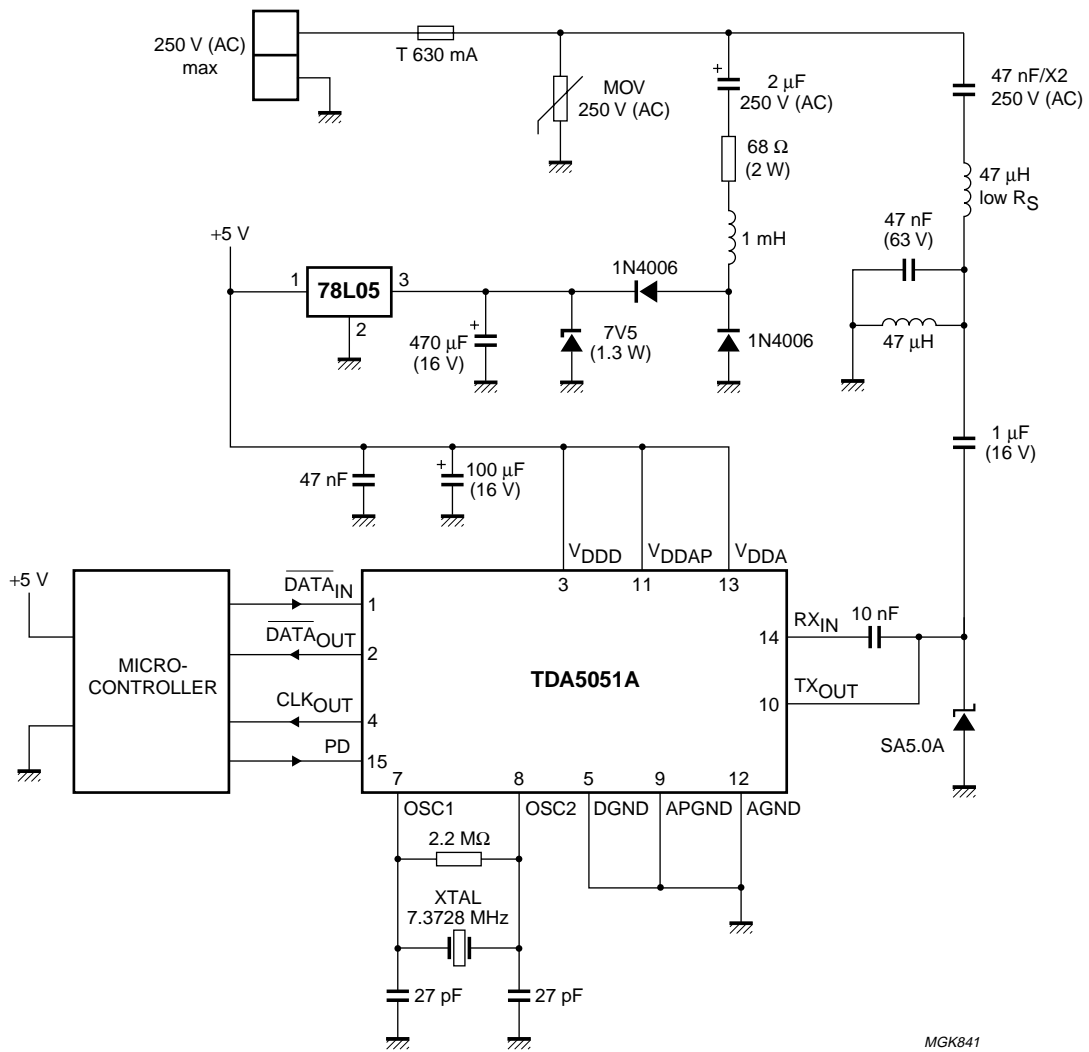 250 V (AC)
max
T 630 mA
MOV
250 V (AC)
+
2 μF
250 V (AC)
47 nF/X2
250 V (AC)
68 Ω
(2 W)
47 μH
low RS
1 mH
47 nF
(63 V)
47 μH
+5 V
1
78L05
3
2
1N4006
+
470 μF
(16 V)
7V5
(1.3 W)
1N4006
1 μF
(16 V)
47 nF
+
100 μF
(16 V)
VDDD
VDDAP
VDDA
3
11
13
+5 V
MICRO-
CONTROLLER
DATAIN
1
DATAOUT
2
CLKOUT
4
PD
15
TDA5051A
14
RXIN
10 nF
10
TXOUT
SA5.0A
7
8
5
9
12
OSC1
OSC2
DGND
APGND
AGND
2.2 MΩ
XTAL
7.3728 MHz
27 pF
27 pF
MGK841